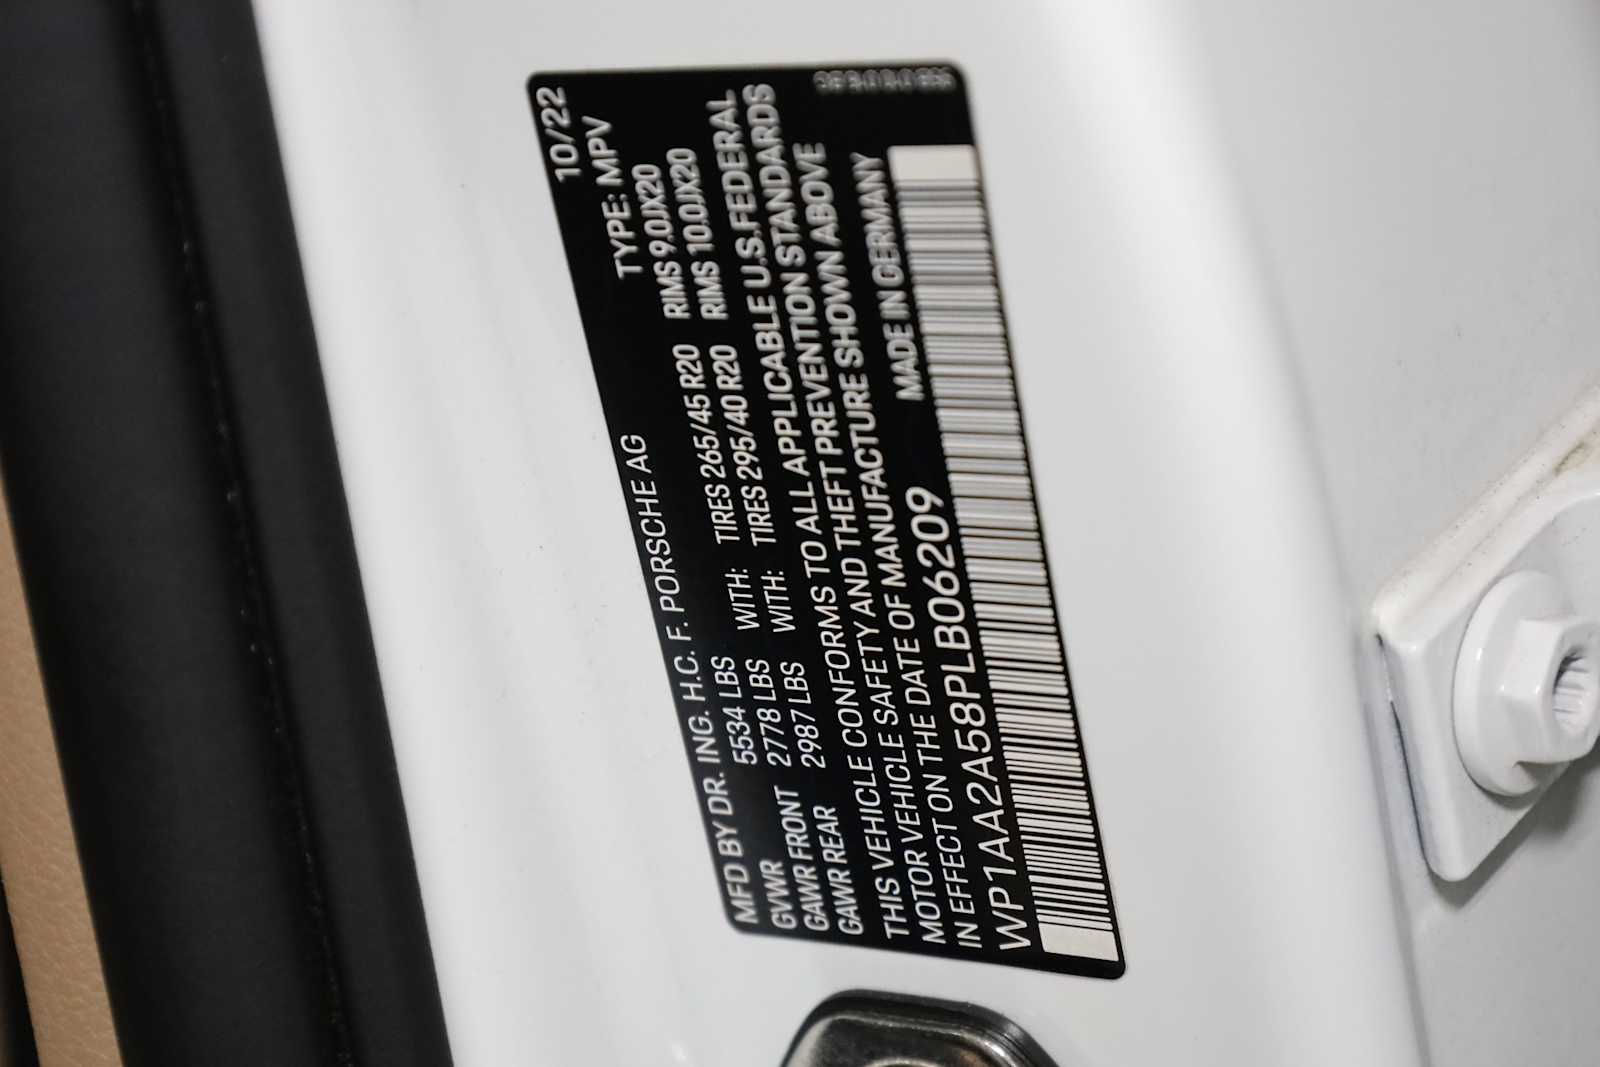 10/22
MFD BY DR. ING. H.C. F. PORSCHE AG TYPE: MPV
GVWR 5534 LBS WITH: TIRES 265/45 R20 RIMS 9.0JX20
GAWR FRONT 2778 LBS WITH: TIRES 295/40 R20 RIMS 10.0JX20
GAWR REAR 2987 LBS
THIS VEHICLE CONFORMS TO ALL APPLICABLE U.S.FEDERAL
MOTOR VEHICLE SAFETY AND THEFT PREVENTION STANDARDS
IN EFFECT ON THE DATE OF MANUFACTURE SHOWN ABOVE
WP1AA2A58PLB06209 MADE IN GERMANY